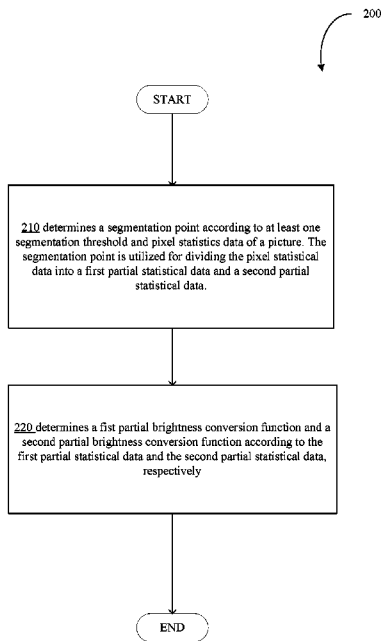 200
START
210 determines a segmentation point according to at least one
segmentation threshold and pixel statistics data of a picture. The
segmentation point is utilized for dividing the pixel statistical
data into a first partial statistical data and a second partial
statistical data.
220 determines a fist partial brightness conversion function and a
second partial brightness conversion function according to the
first partial statistical data and the second partial statistical data,
respectively
END